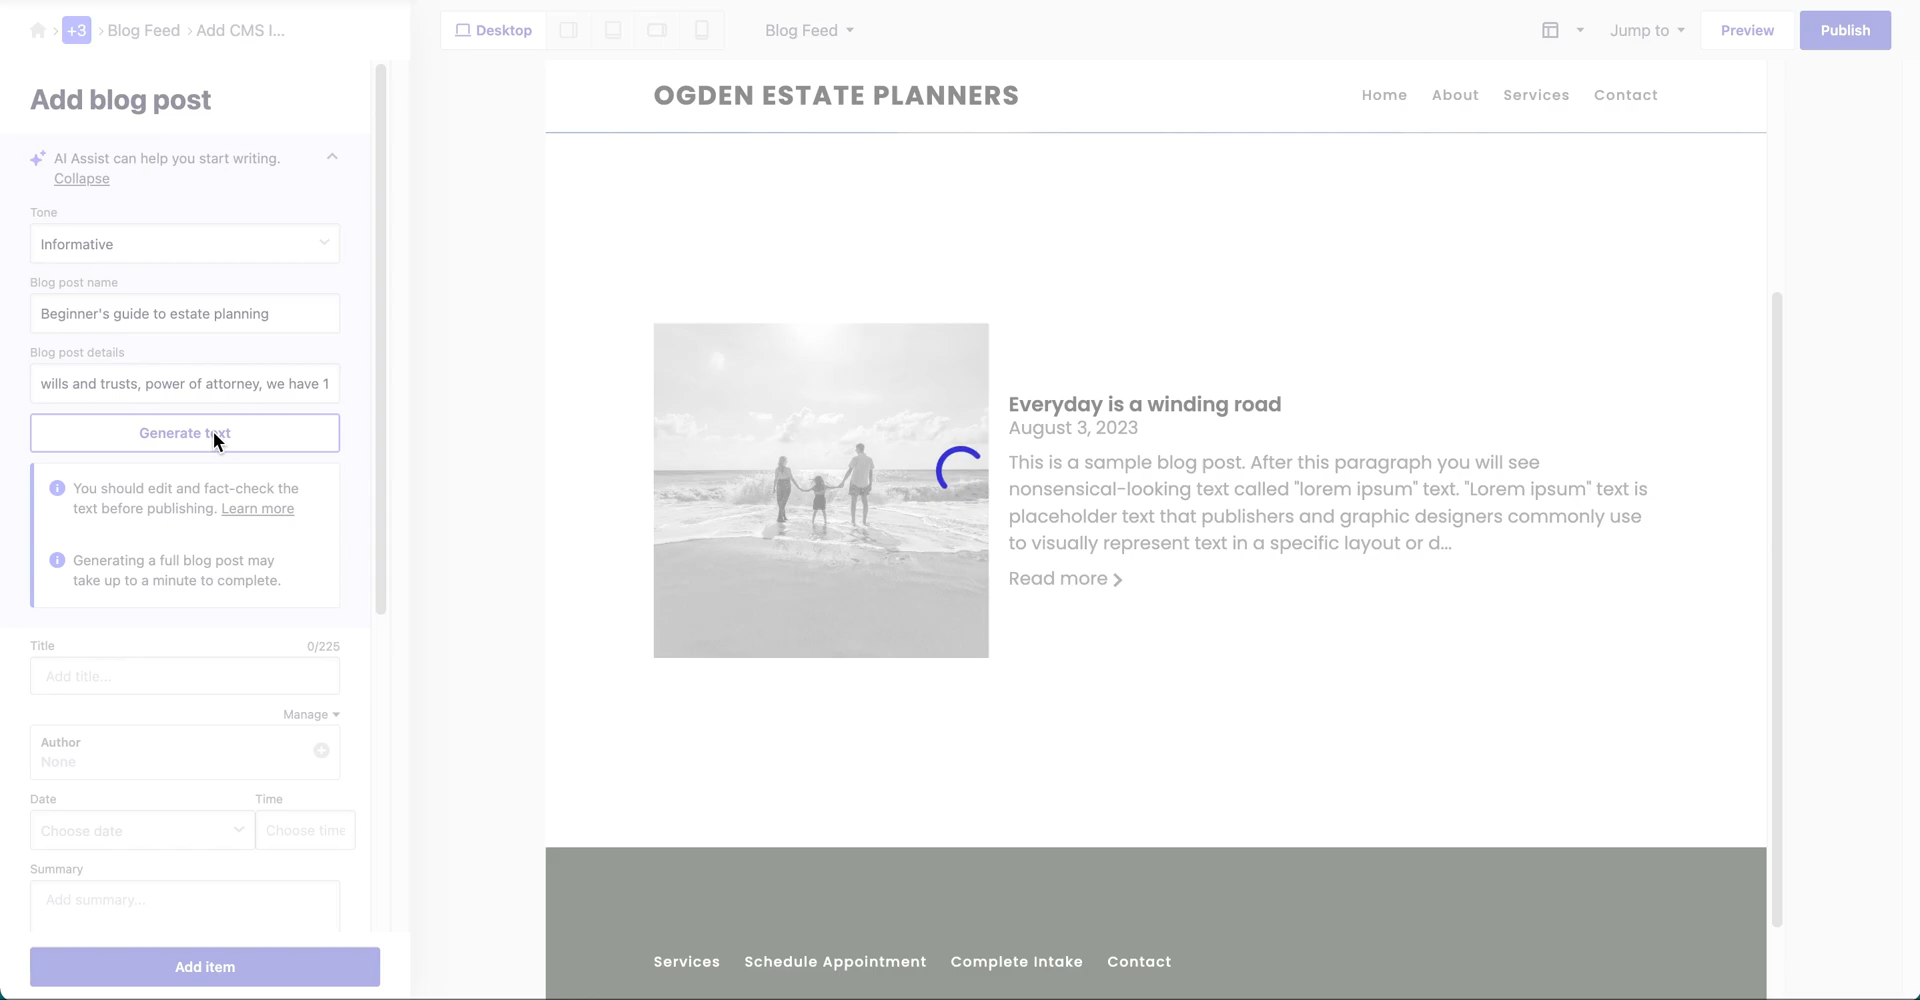 +3 Blog Feed Add CMS I...
Desktop
Blog Feed
Jump to
Preview
Publish
Add blog post
AI Assist can help you start writing.
Collapse
Tone
Informative
Blog post name
Beginner's guide to estate planning
Blog post details
wills and trusts, power of attorney, we have 1
Generate text
You should edit and fact-check the
text before publishing. Learn more
Generating a full blog post may
take up to a minute to complete.
Title 0/225
Add title...
Manage
Author
None
Date Time
Choose date Choose time
Summary
Add summary...
Add item
OGDEN ESTATE PLANNERS
Home About Services Contact
Everyday is a winding road
August 3, 2023
This is a sample blog post. After this paragraph you will see
nonsensical-looking text called "lorem ipsum" text. "Lorem ipsum" text is
placeholder text that publishers and graphic designers commonly use
to visually represent text in a specific layout or d...
Read more
Services Schedule Appointment Complete Intake Contact